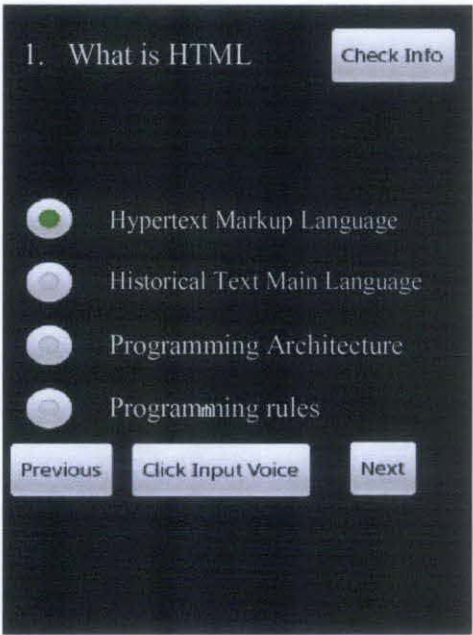 1. What is HTML
Check Info
Hypertext Markup Language
Historical Text Main Language
Programming Architecture
Programming rules
Previous
Click Input Voice
Next